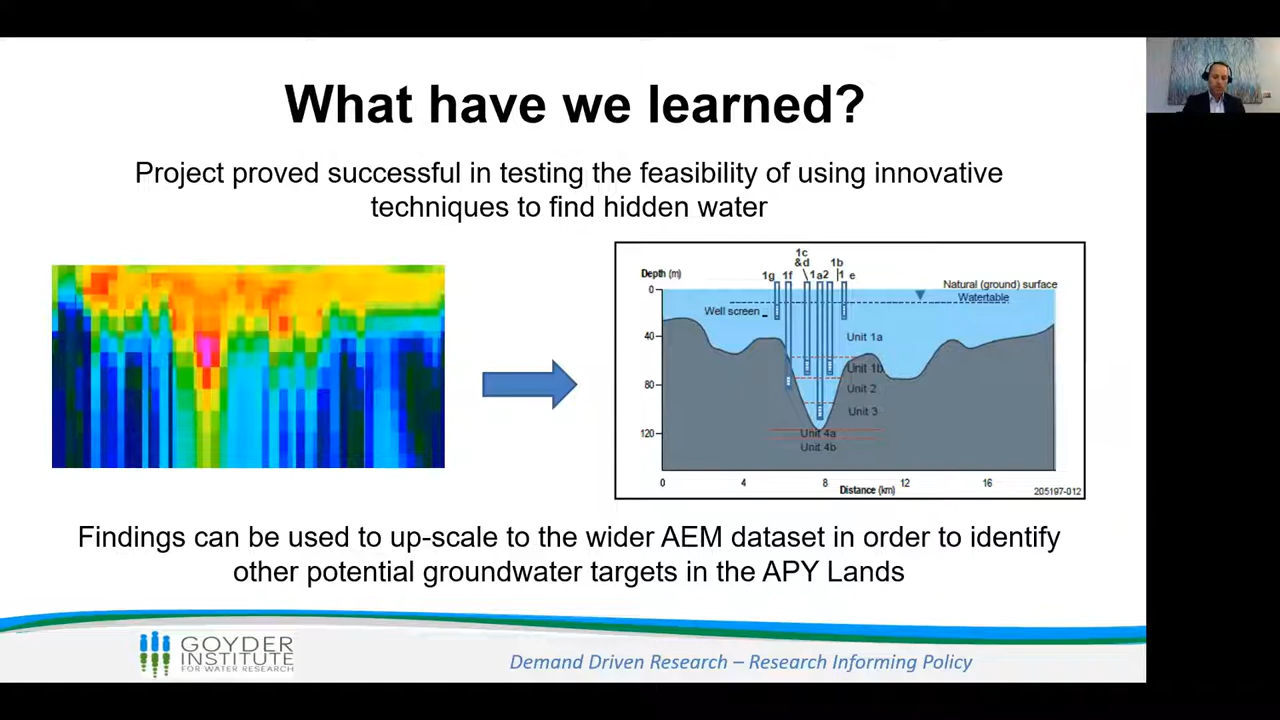 What have we learned?
Project proved successful in testing the feasibility of using innovative
techniques to find hidden water
1c
&d
1b
1g 1f 1a 2 1 e
Depth (m)
Natural (ground) surface
0
Watertable
Well screen
40
Unit 1a
Unit 1b
80
Unit 2
Unit 3
120
Unit 4a
Unit 4b
0 4 8 12 16
Distance (km)
205197-012
Findings can be used to up-scale to the wider AEM dataset in order to identify
other potential groundwater targets in the APY Lands
GOYDER
INSTITUTE
FOR WATER RESEARCH
Demand Driven Research – Research Informing Policy